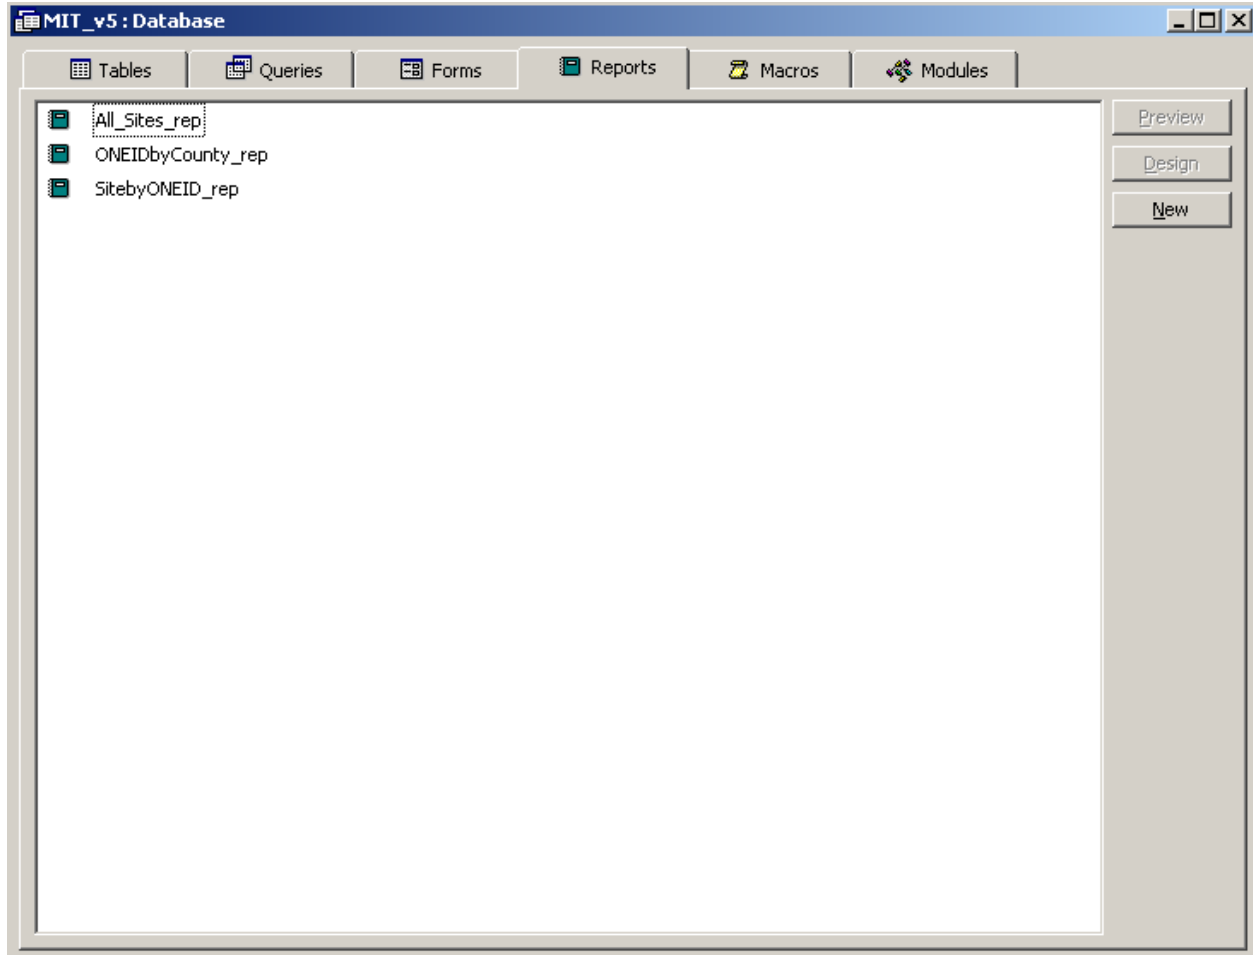 MIT_v5 : Database
Tables Queries Forms Reports Macros Modules
All_Sites_rep
ONEIDbyCounty_rep
SitebyONEID_rep
Preview
Design
New